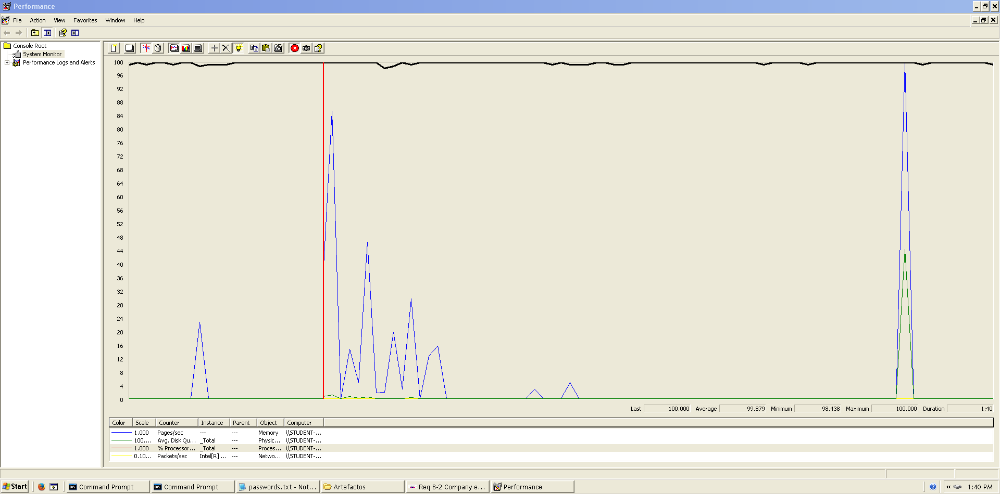 Performance
File Action View Favorites Window Help
Console Root
System Monitor
Performance Logs and Alerts
100
96
92
88
84
80
76
72
68
64
60
56
52
48
44
40
36
32
28
24
20
16
12
8
4
0
Last 100.000 Average 99.879 Minimum 98.438 Maximum 100.000 Duration 1:40
Color Scale Counter Instance Parent Object Computer
1.000 Pages/sec --- --- Memory \\STUDENT-...
100.... Avg. Disk Qu... _Total --- Physic... \\STUDENT-...
1.000 % Processor... _Total --- Proces... \\STUDENT-...
0.10... Packets/sec Intel[R] ... --- Netwo... \\STUDENT-...
Start Command Prompt Command Prompt passwords.txt - Not... Artefactos Req 8-2 Company e... Performance « 1:40 PM